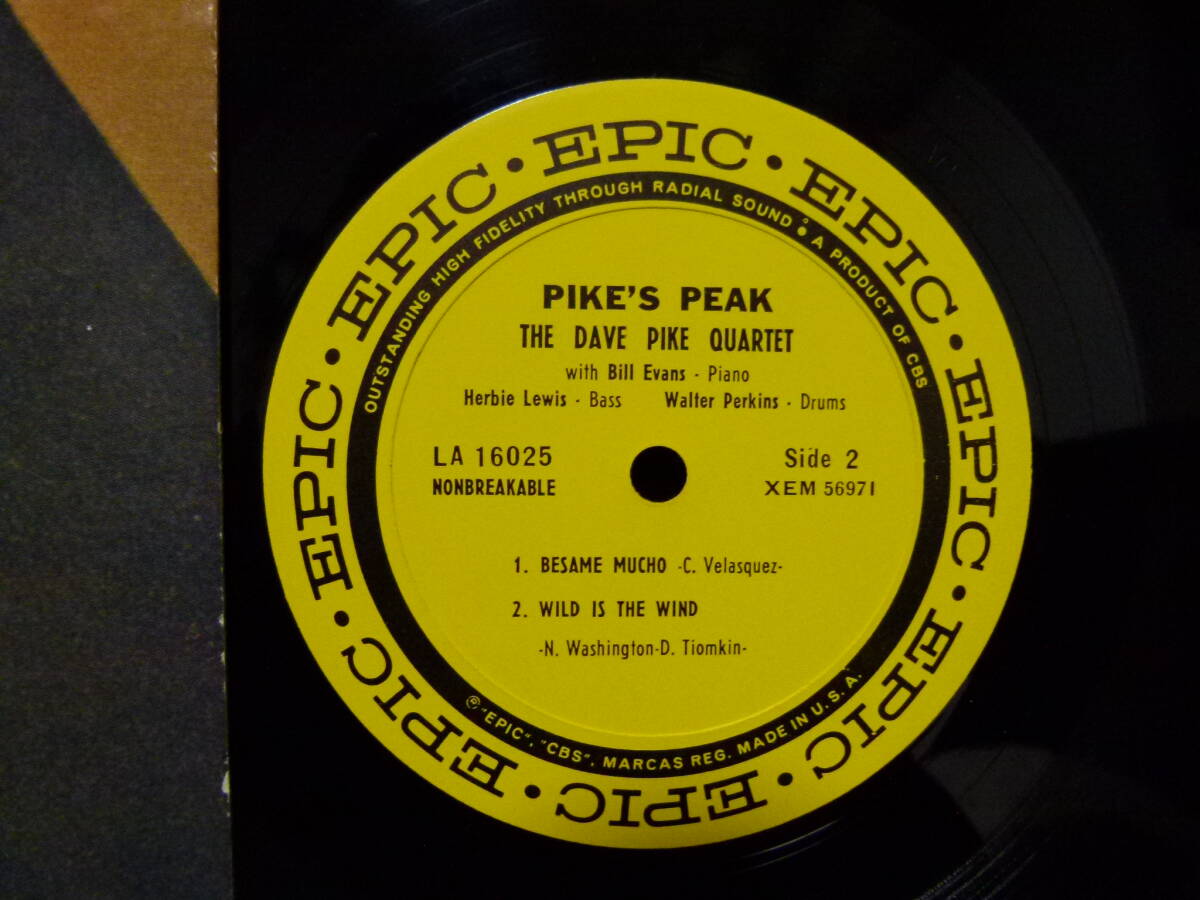 EPIC • EPIC • EPIC • EPIC • EPIC • EPIC • EPIC • EPIC • EPIC • EPIC •
OUTSTANDING HIGH FIDELITY THROUGH RADIAL SOUND • A PRODUCT OF CBS
PIKE'S PEAK
THE DAVE PIKE QUARTET
with Bill Evans - Piano
Herbie Lewis - Bass Walter Perkins - Drums
LA 16025 Side 2
NONBREAKABLE XEM 56971
1. BESAME MUCHO -C. Velasquez-
2. WILD IS THE WIND
-N. Washington-D. Tiomkin-
® "EPIC", "CBS", MARCAS REG. MADE IN U.S.A.